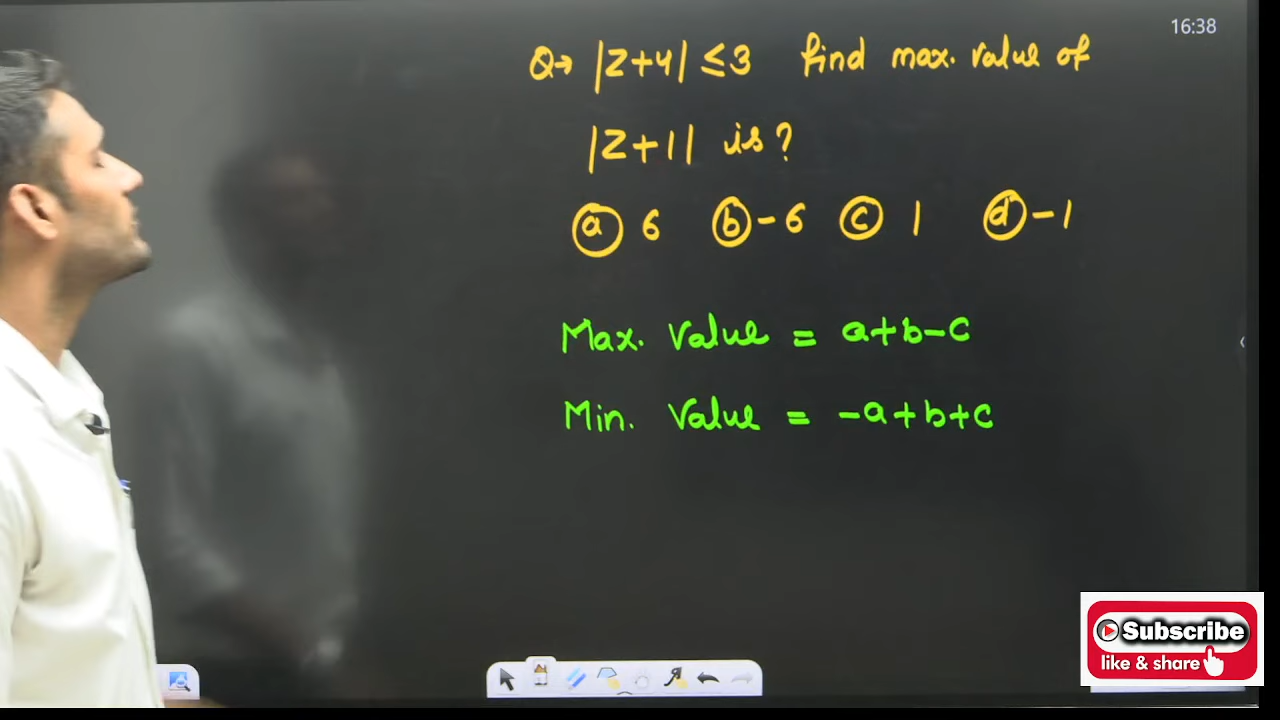 16:38
Q→ |Z+4| ≤ 3 find max. value of
|Z+1| is?
ⓐ 6 ⓑ -6 ⓒ 1 ⓓ -1
Max. Value = a+b-c
Min. Value = -a+b+c
Subscribe
like & share